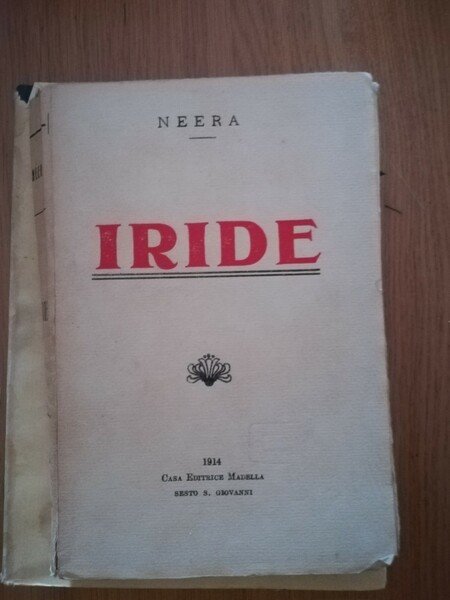 NEERA
IRIDE
1914
CASA EDITRICE MADELLA
SESTO S. GIOVANNI